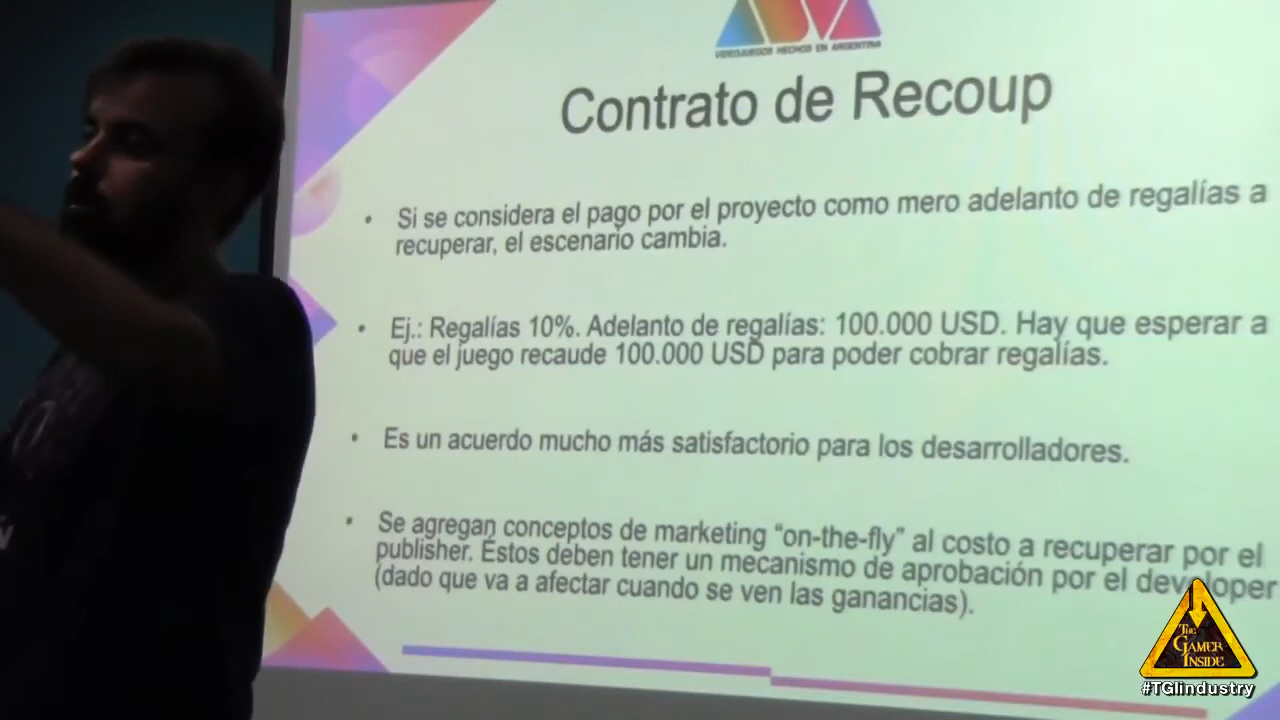 VIDEOJUEGOS HECHOS EN ARGENTINA
Contrato de Recoup
• Si se considera el pago por el proyecto como mero adelanto de regalías a
recuperar, el escenario cambia.
• Ej.: Regalías 10%. Adelanto de regalías: 100.000 USD. Hay que esperar a
que el juego recaude 100.000 USD para poder cobrar regalías.
• Es un acuerdo mucho más satisfactorio para los desarrolladores.
• Se agregan conceptos de marketing “on-the-fly” al costo a recuperar por el
publisher. Éstos deben tener un mecanismo de aprobación por el developer
(dado que va a afectar cuando se ven las ganancias).
THE
GAMER
INSIDE
#TGIindustry